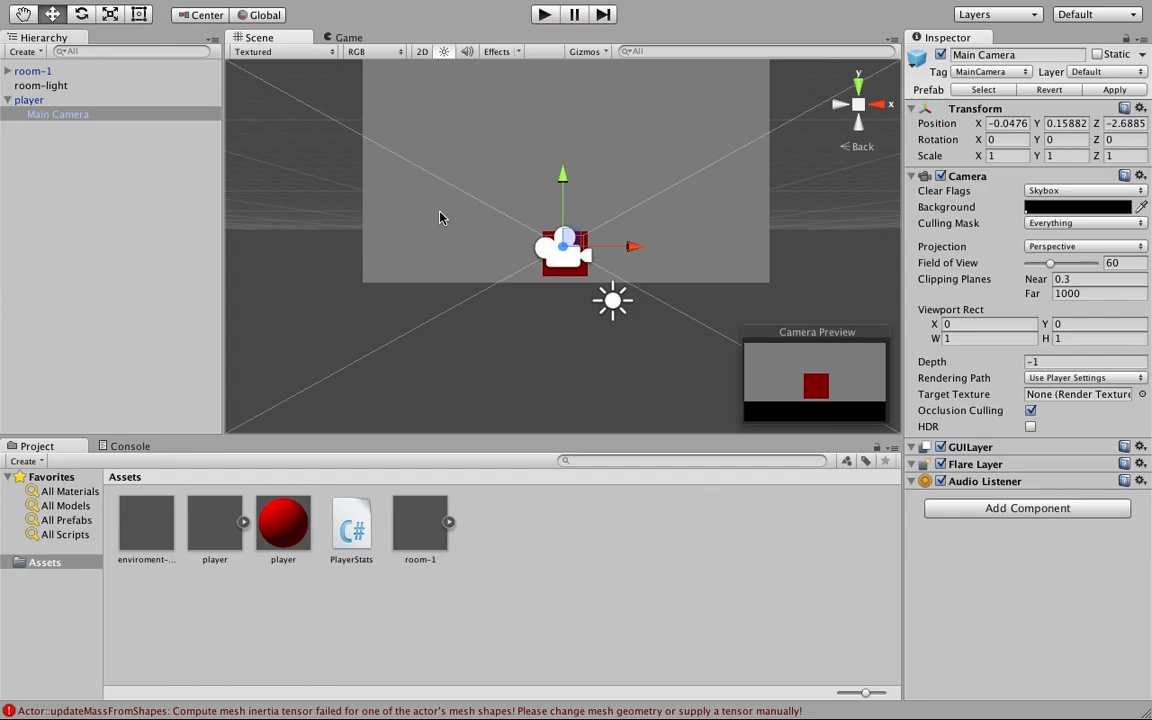 Center Global
Layers Default
Hierarchy
Create All
room-1
room-light
player
Main Camera
Scene Game
Textured RGB 2D Effects Gizmos All
y
x
Back
Camera Preview
Inspector
Main Camera Static
Tag MainCamera Layer Default
Prefab Select Revert Apply
Transform
Position X -0.0476 Y 0.15882 Z -2.6885
Rotation X 0 Y 0 Z 0
Scale X 1 Y 1 Z 1
Camera
Clear Flags Skybox
Background
Culling Mask Everything
Projection Perspective
Field of View 60
Clipping Planes Near 0.3
Far 1000
Viewport Rect
X 0 Y 0
W 1 H 1
Depth -1
Rendering Path Use Player Settings
Target Texture None (Render Texture
Occlusion Culling
HDR
GUILayer
Flare Layer
Audio Listener
Add Component
Project Console
Create
Favorites
All Materials
All Models
All Prefabs
All Scripts
Assets
Assets
C#
enviroment-... player player PlayerStats room-1
Actor::updateMassFromShapes: Compute mesh inertia tensor failed for one of the actor's mesh shapes! Please change mesh geometry or supply a tensor manually!